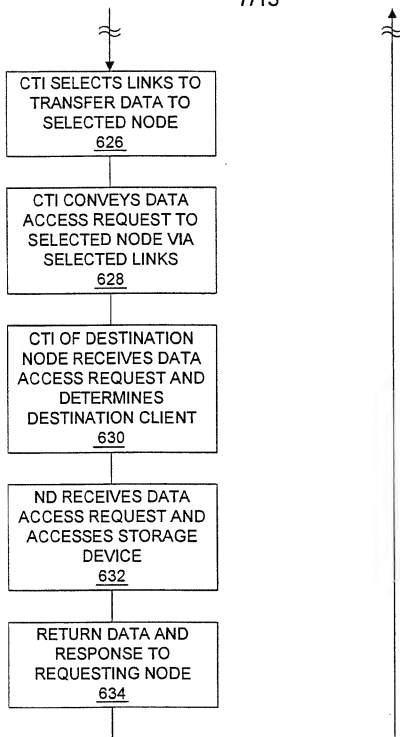 7/13
CTI SELECTS LINKS TO
TRANSFER DATA TO
SELECTED NODE
626
CTI CONVEYS DATA
ACCESS REQUEST TO
SELECTED NODE VIA
SELECTED LINKS
628
CTI OF DESTINATION
NODE RECEIVES DATA
ACCESS REQUEST AND
DETERMINES
DESTINATION CLIENT
630
ND RECEIVES DATA
ACCESS REQUEST AND
ACCESSES STORAGE
DEVICE
632
RETURN DATA AND
RESPONSE TO
REQUESTING NODE
634